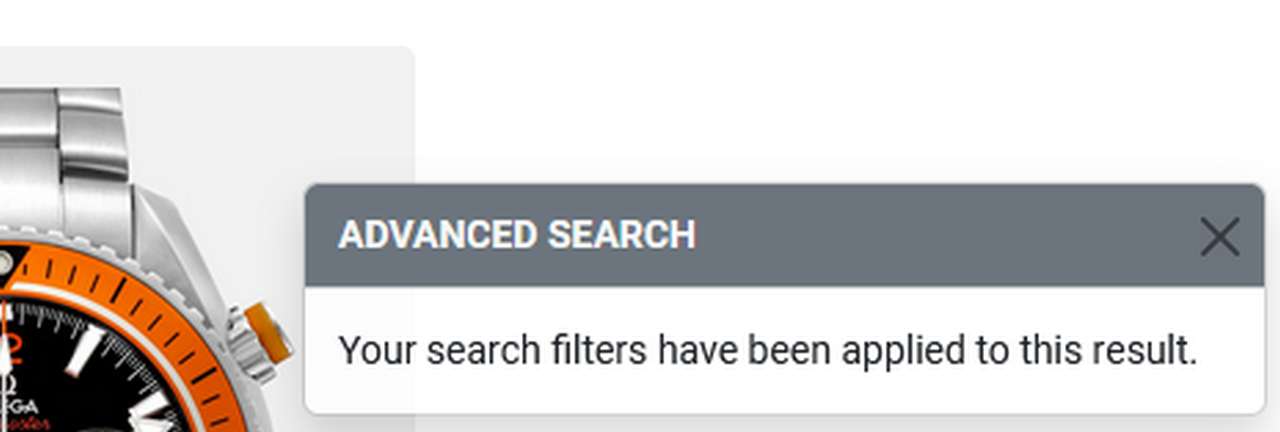 ADVANCED SEARCH
Your search filters have been applied to this result.